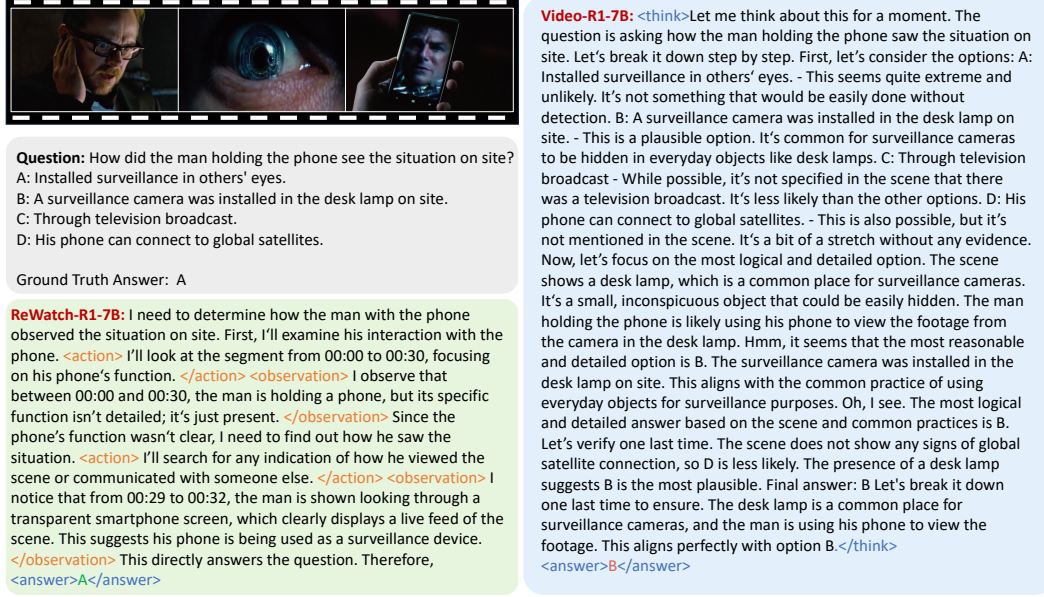 Question: How did the man holding the phone see the situation on site?
A: Installed surveillance in others' eyes.
B: A surveillance camera was installed in the desk lamp on site.
C: Through television broadcast.
D: His phone can connect to global satellites.
Ground Truth Answer: A
ReWatch-R1-7B: I need to determine how the man with the phone
observed the situation on site. First, I‘ll examine his interaction with the
phone. <action> I’ll look at the segment from 00:00 to 00:30, focusing
on his phone‘s function. </action> <observation> I observe that
between 00:00 and 00:30, the man is holding a phone, but its specific
function isn’t detailed; it‘s just present. </observation> Since the
phone’s function wasn‘t clear, I need to find out how he saw the
situation. <action> I’ll search for any indication of how he viewed the
scene or communicated with someone else. </action> <observation> I
notice that from 00:29 to 00:32, the man is shown looking through a
transparent smartphone screen, which clearly displays a live feed of the
scene. This suggests his phone is being used as a surveillance device.
</observation> This directly answers the question. Therefore,
<answer>A</answer>
Video-R1-7B: <think>Let me think about this for a moment. The
question is asking how the man holding the phone saw the situation on
site. Let‘s break it down step by step. First, let’s consider the options: A:
Installed surveillance in others‘ eyes. - This seems quite extreme and
unlikely. It’s not something that would be easily done without
detection. B: A surveillance camera was installed in the desk lamp on
site. - This is a plausible option. It‘s common for surveillance cameras
to be hidden in everyday objects like desk lamps. C: Through television
broadcast - While possible, it’s not specified in the scene that there
was a television broadcast. It‘s less likely than the other options. D: His
phone can connect to global satellites. - This is also possible, but it’s
not mentioned in the scene. It‘s a bit of a stretch without any evidence.
Now, let’s focus on the most logical and detailed option. The scene
shows a desk lamp, which is a common place for surveillance cameras.
It‘s a small, inconspicuous object that could be easily hidden. The man
holding the phone is likely using his phone to view the footage from
the camera in the desk lamp. Hmm, it seems that the most reasonable
and detailed option is B. The surveillance camera was installed in the
desk lamp on site. This aligns with the common practice of using
everyday objects for surveillance purposes. Oh, I see. The most logical
and detailed answer based on the scene and common practices is B.
Let’s verify one last time. The scene does not show any signs of global
satellite connection, so D is less likely. The presence of a desk lamp
suggests B is the most plausible. Final answer: B Let's break it down
one last time to ensure. The desk lamp is a common place for
surveillance cameras, and the man is using his phone to view the
footage. This aligns perfectly with option B.</think>
<answer>B</answer>